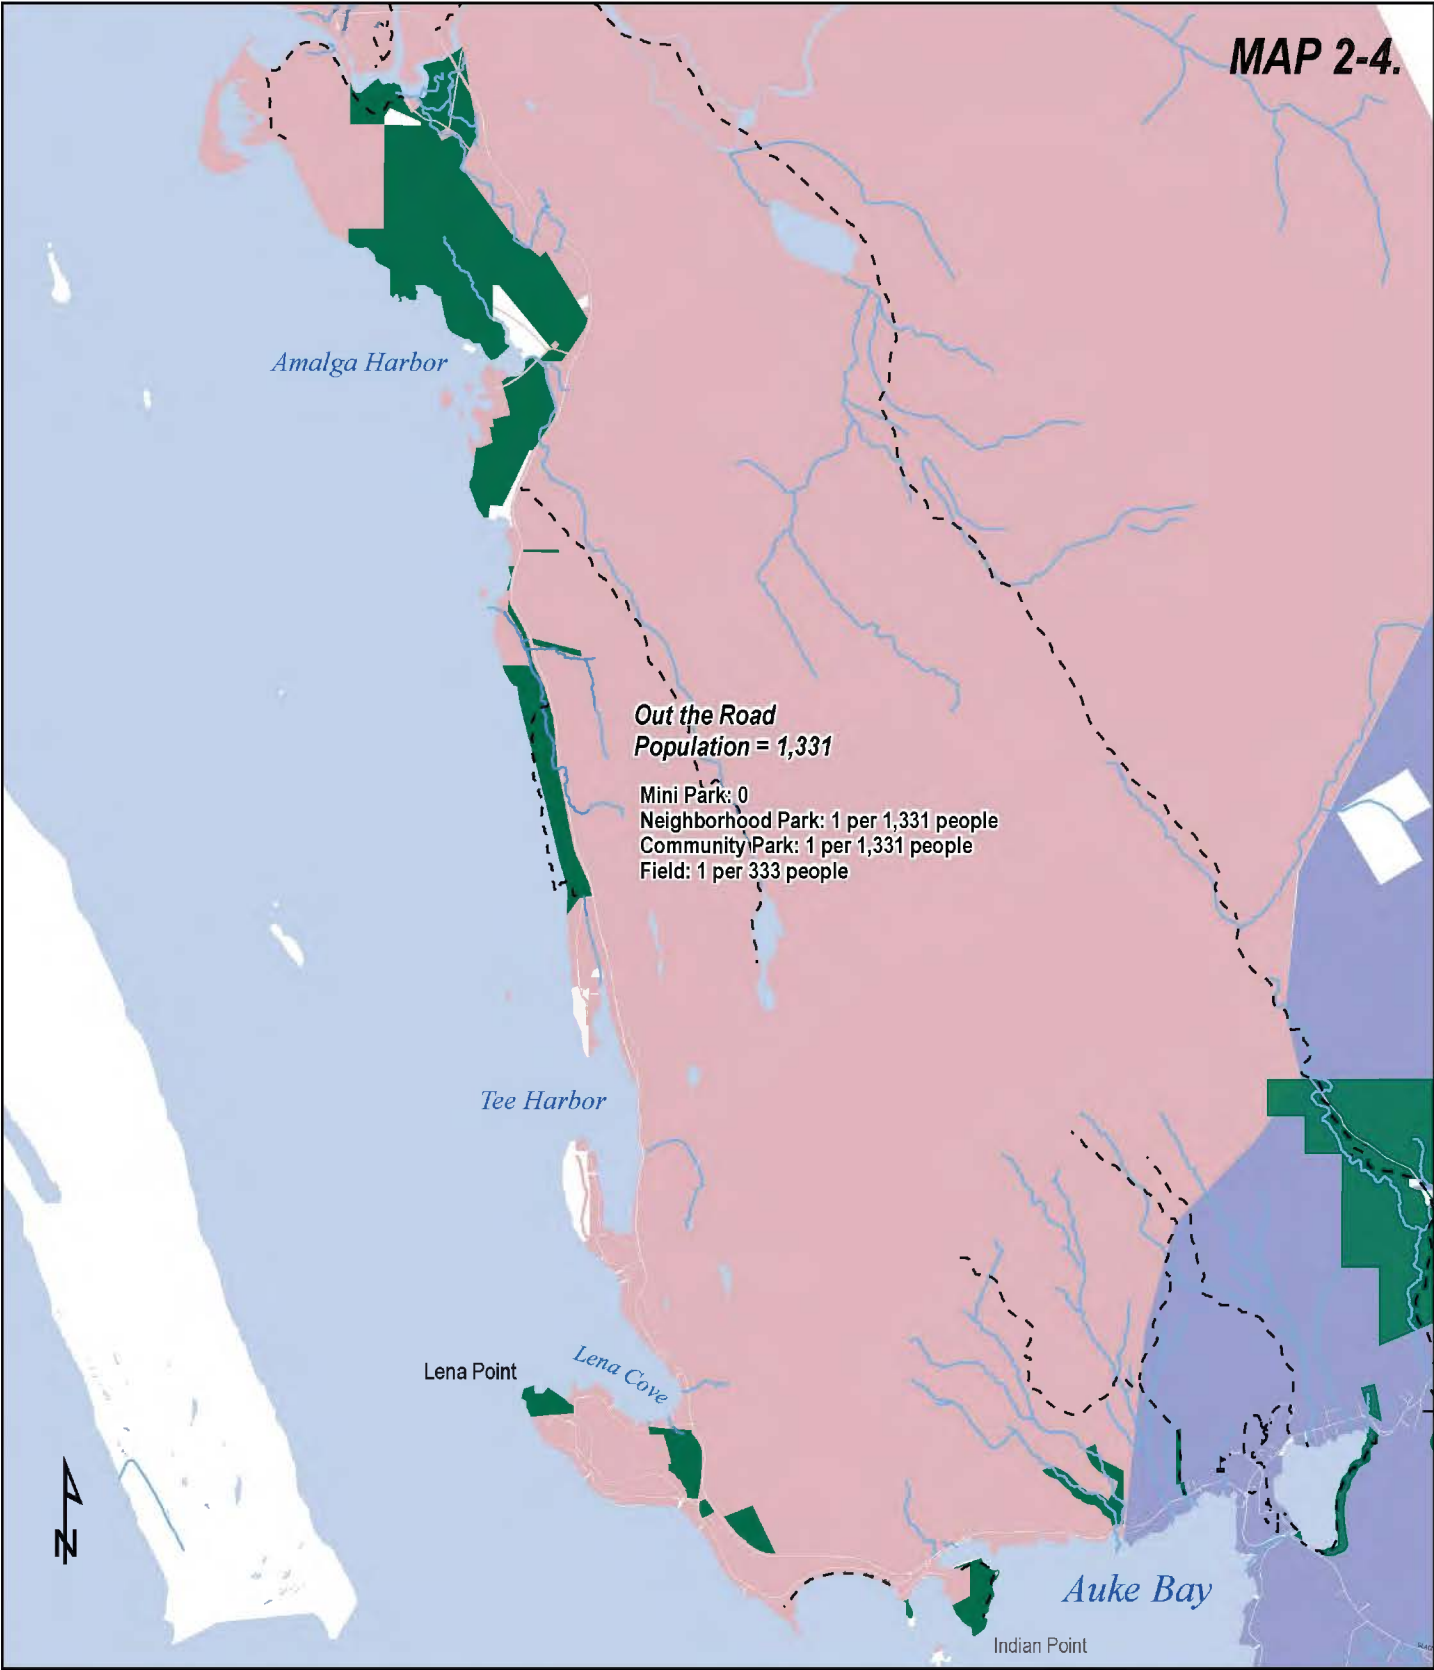 MAP 2-4.
Amalga Harbor
Out the Road
Population = 1,331
Mini Park: 0
Neighborhood Park: 1 per 1,331 people
Community Park: 1 per 1,331 people
Field: 1 per 333 people
Tee Harbor
Lena Point
Lena Cove
N
Auke Bay
Indian Point